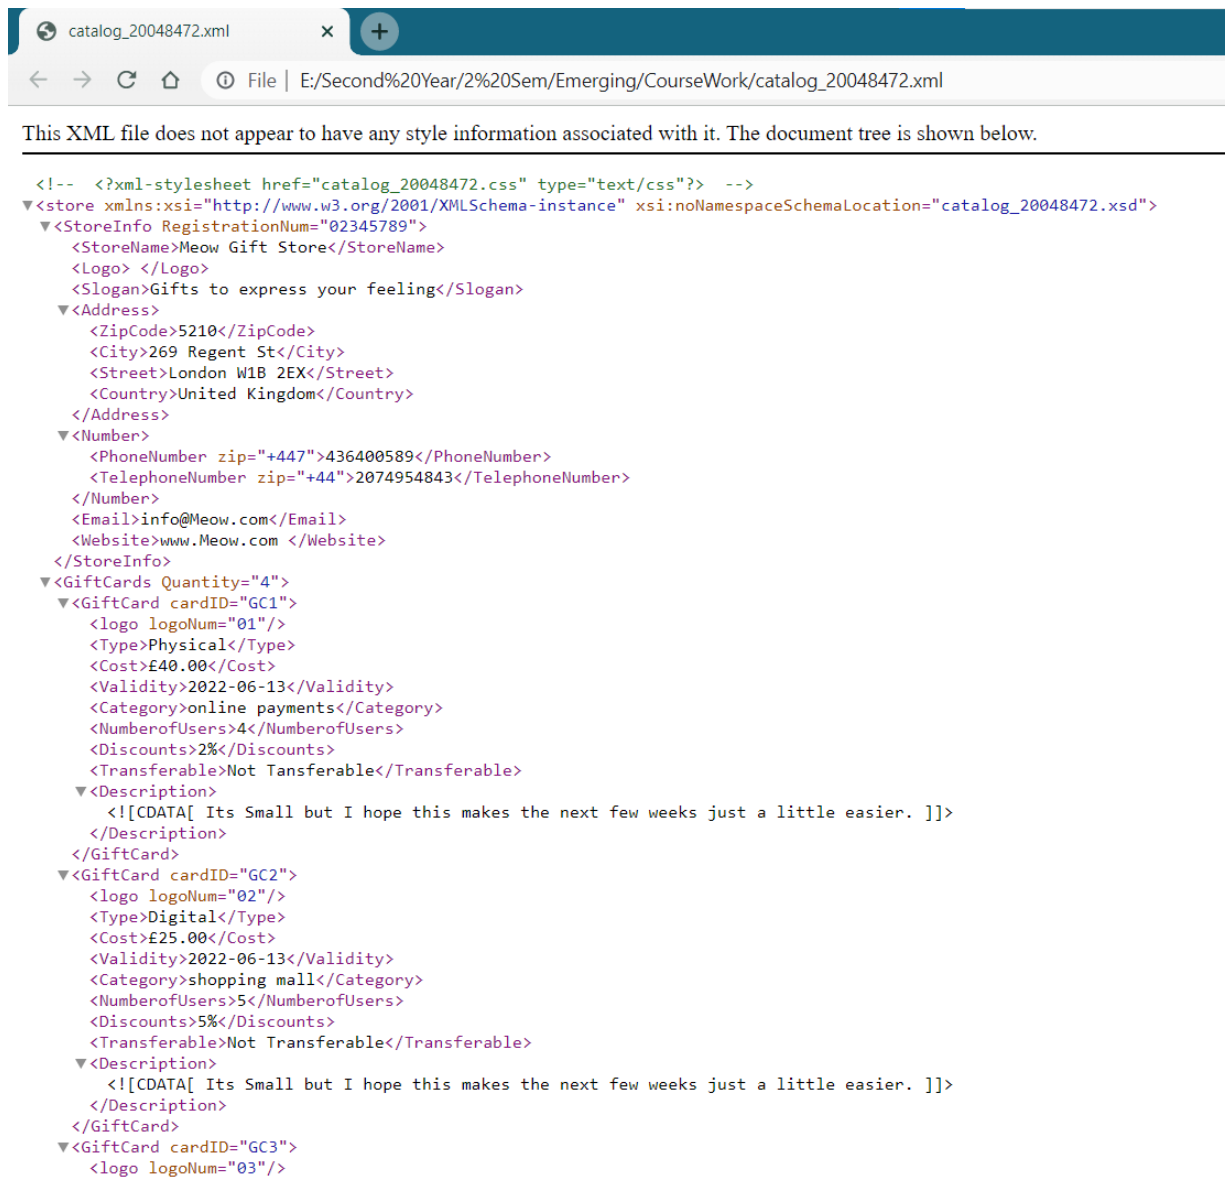 catalog_20048472.xml
File | E:/Second%20Year/2%20Sem/Emerging/CourseWork/catalog_20048472.xml
This XML file does not appear to have any style information associated with it. The document tree is shown below.
<!--  <?xml-stylesheet href="catalog_20048472.css" type="text/css"?>  -->
▼<store xmlns:xsi="http://www.w3.org/2001/XMLSchema-instance" xsi:noNamespaceSchemaLocation="catalog_20048472.xsd">
▼<StoreInfo RegistrationNum="02345789">
<StoreName>Meow Gift Store</StoreName>
<Logo> </Logo>
<Slogan>Gifts to express your feeling</Slogan>
▼<Address>
<ZipCode>5210</ZipCode>
<City>269 Regent St</City>
<Street>London W1B 2EX</Street>
<Country>United Kingdom</Country>
</Address>
▼<Number>
<PhoneNumber zip="+447">436400589</PhoneNumber>
<TelephoneNumber zip="+44">2074954843</TelephoneNumber>
</Number>
<Email>info@Meow.com</Email>
<Website>www.Meow.com </Website>
</StoreInfo>
▼<GiftCards Quantity="4">
▼<GiftCard cardID="GC1">
<logo logoNum="01"/>
<Type>Physical</Type>
<Cost>£40.00</Cost>
<Validity>2022-06-13</Validity>
<Category>online payments</Category>
<NumberofUsers>4</NumberofUsers>
<Discounts>2%</Discounts>
<Transferable>Not Tansferable</Transferable>
▼<Description>
<![CDATA[ Its Small but I hope this makes the next few weeks just a little easier. ]]>
</Description>
</GiftCard>
▼<GiftCard cardID="GC2">
<logo logoNum="02"/>
<Type>Digital</Type>
<Cost>£25.00</Cost>
<Validity>2022-06-13</Validity>
<Category>shopping mall</Category>
<NumberofUsers>5</NumberofUsers>
<Discounts>5%</Discounts>
<Transferable>Not Transferable</Transferable>
▼<Description>
<![CDATA[ Its Small but I hope this makes the next few weeks just a little easier. ]]>
</Description>
</GiftCard>
▼<GiftCard cardID="GC3">
<logo logoNum="03"/>